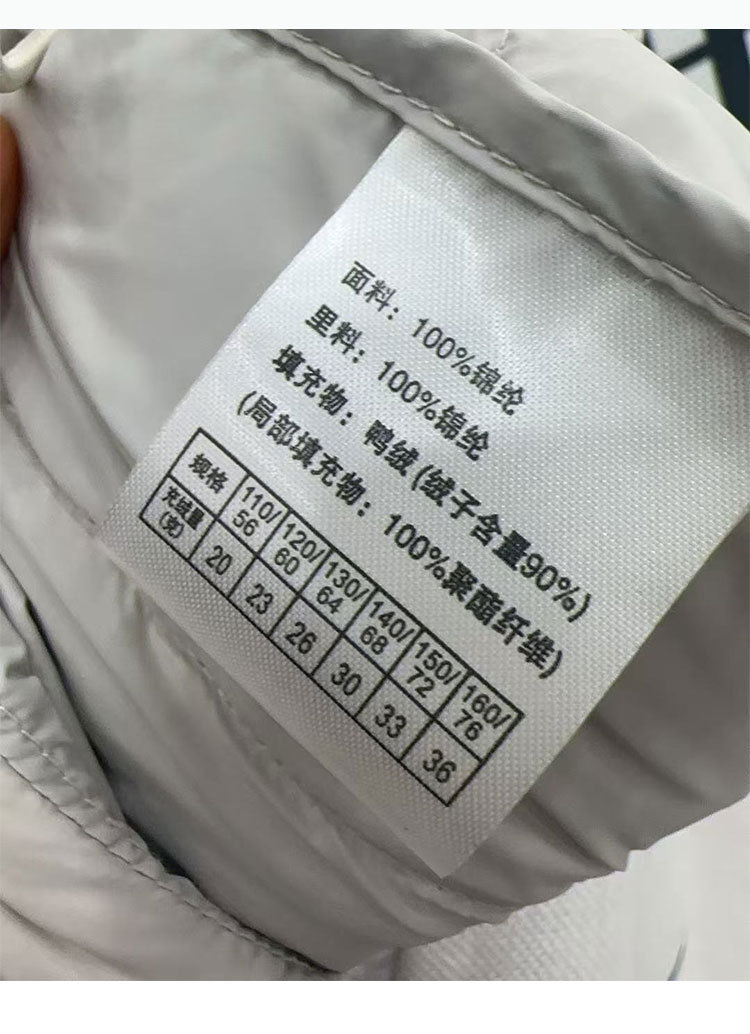 面料：100%锦纶
里料：100%锦纶
填充物：鸭绒(绒子含量90%)
(局部填充物：100%聚酯纤维)
规格 110/56 120/60 130/64 140/68 150/72 160/76
充绒量(克) 20 23 26 30 33 36